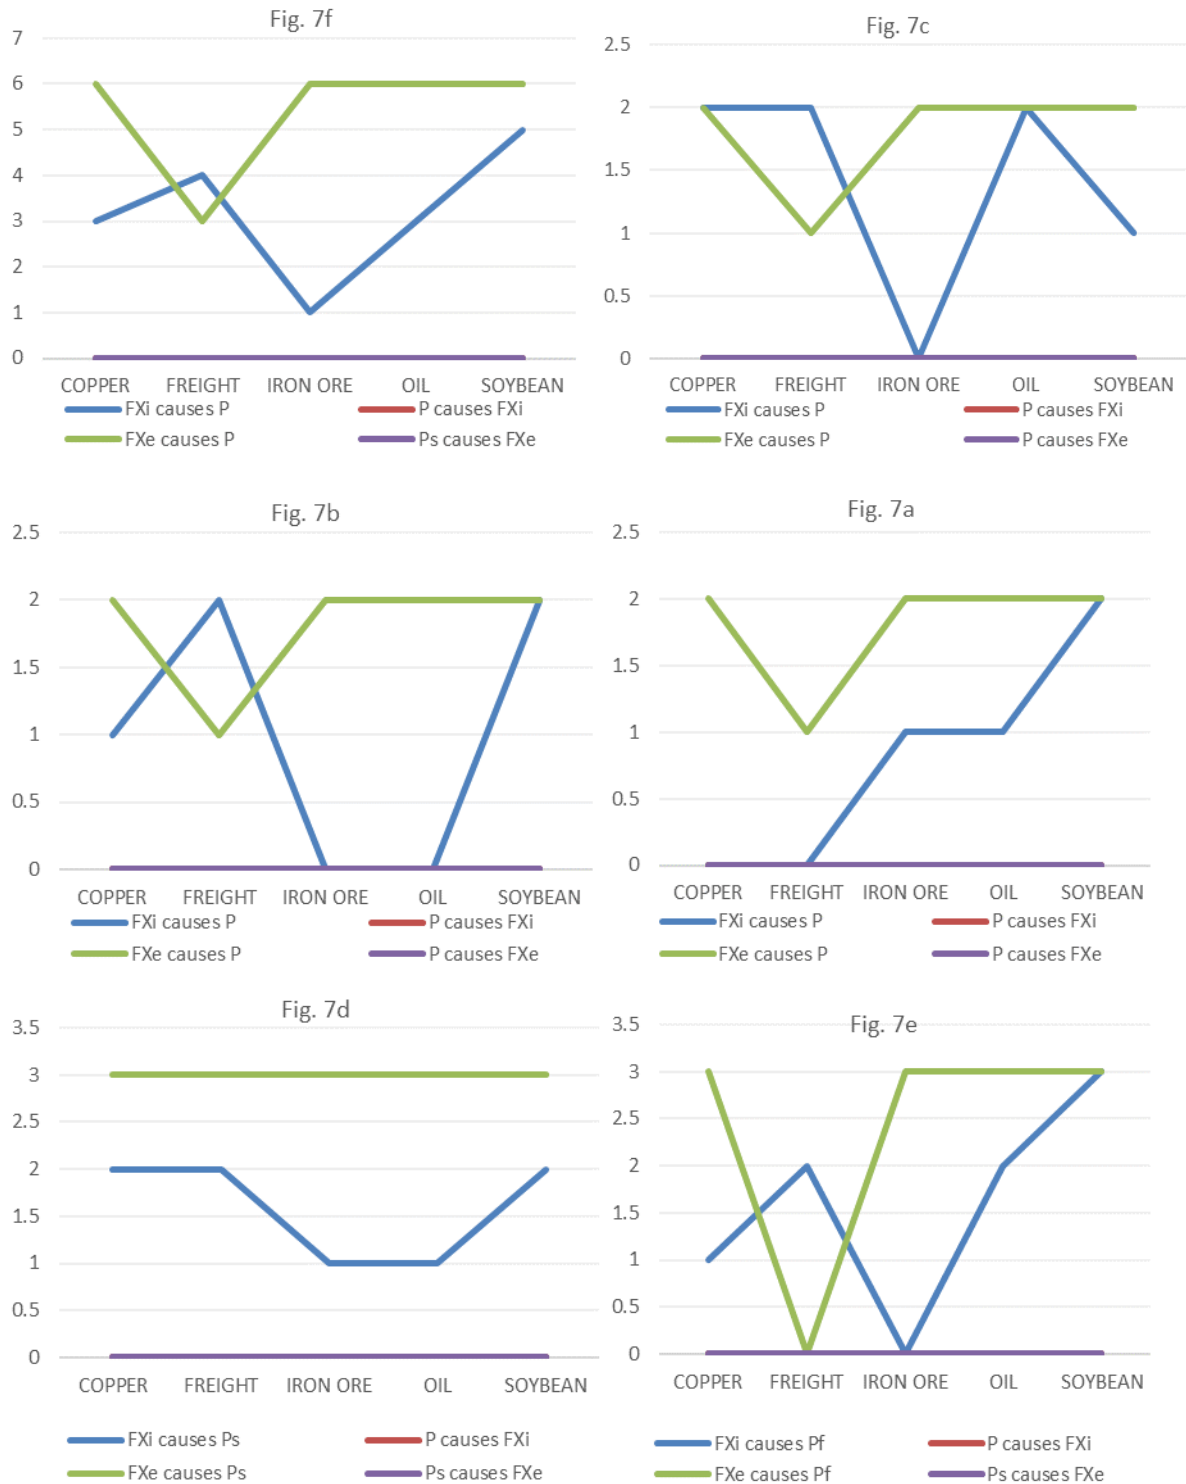 Fig. 7f
7
6
5
4
3
2
1
0
COPPER FREIGHT IRON ORE OIL SOYBEAN
FXi causes P P causes FXi
FXe causes P Ps causes FXe
Fig. 7c
2.5
2
1.5
1
0.5
0
COPPER FREIGHT IRON ORE OIL SOYBEAN
FXi causes P P causes FXi
FXe causes P P causes FXe
Fig. 7b
2.5
2
1.5
1
0.5
0
COPPER FREIGHT IRON ORE OIL SOYBEAN
FXi causes P P causes FXi
FXe causes P P causes FXe
Fig. 7a
2.5
2
1.5
1
0.5
0
COPPER FREIGHT IRON ORE OIL SOYBEAN
FXi causes P P causes FXi
FXe causes P P causes FXe
Fig. 7d
3.5
3
2.5
2
1.5
1
0.5
0
COPPER FREIGHT IRON ORE OIL SOYBEAN
FXi causes Ps P causes FXi
FXe causes Ps Ps causes FXe
Fig. 7e
3.5
3
2.5
2
1.5
1
0.5
0
COPPER FREIGHT IRON ORE OIL SOYBEAN
FXi causes Pf P causes FXi
FXe causes Pf Ps causes FXe